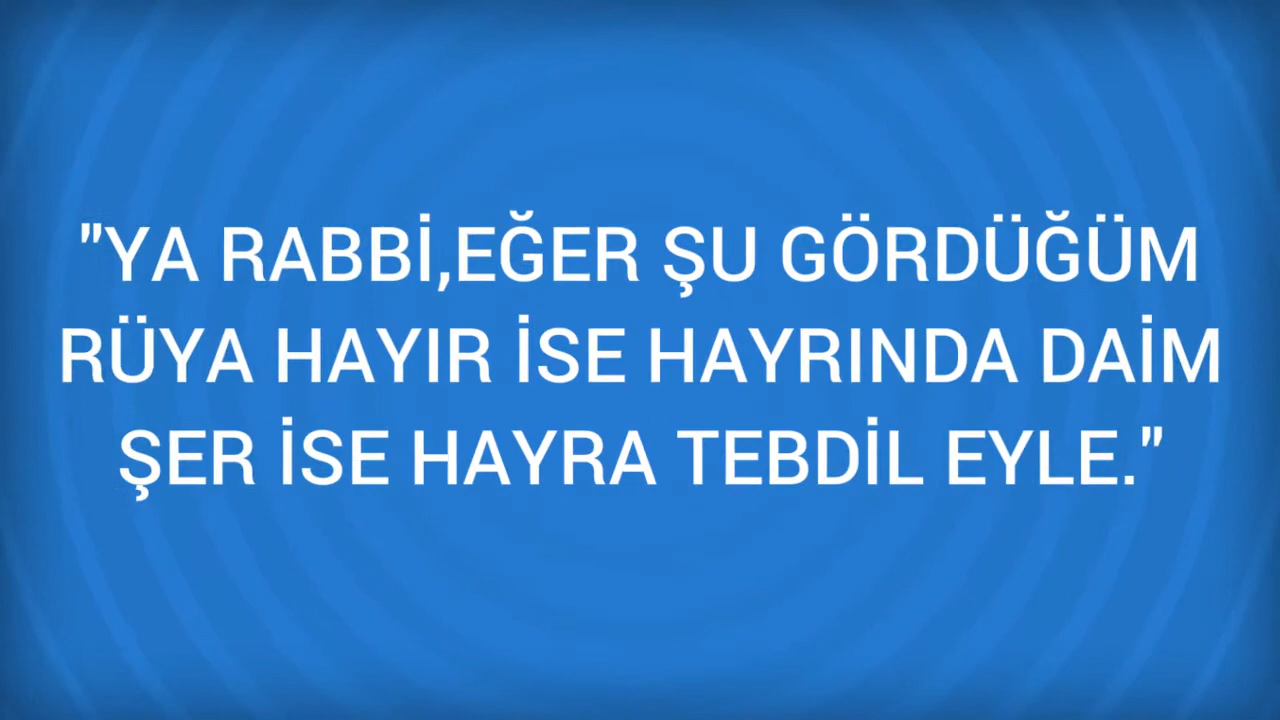 "YA RABBİ,EĞER ŞU GÖRDÜĞÜM
RÜYA HAYIR İSE HAYRINDA DAİM
ŞER İSE HAYRA TEBDİL EYLE."